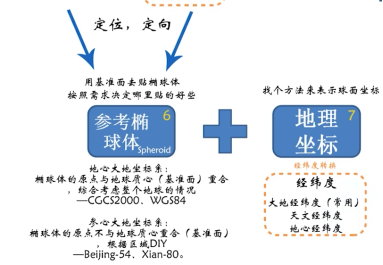 定位，定向
用基准面去贴椭球体
按照需求决定哪里贴的好些
找个方法来表示球面坐标
参考椭
球体
6
Spheroid
地理
坐标
7
经纬度转换
地心大地坐标系：
椭球体的原点与地球质心（基准面）重合
，综合考虑整个地球的情况
—CGCS2000、WGS84
经纬度
大地经纬度（常用）
天文经纬度
地心经纬度
参心大地坐标系：
椭球体的原点不与地球质心重合（基准面）
，根据区域DIY
—Beijing-54、Xian-80。